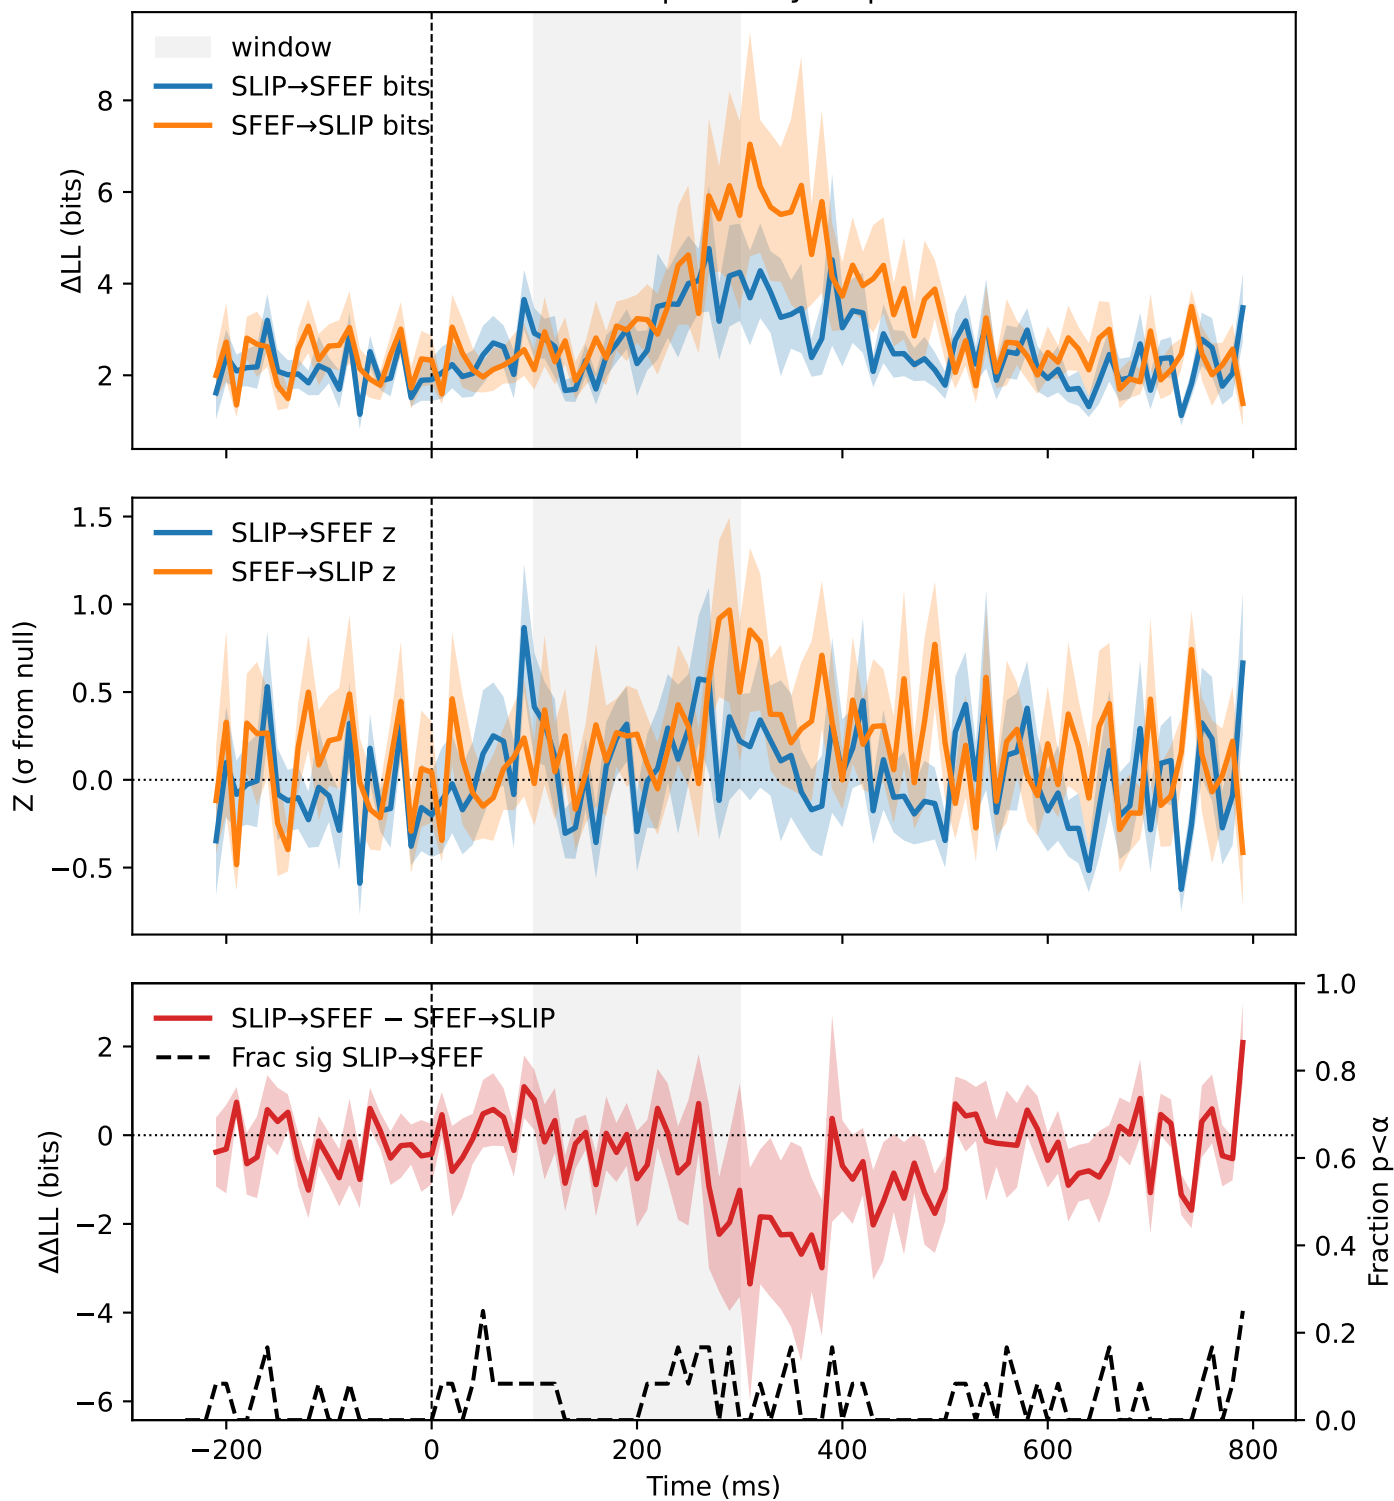 window
SLIP→SFEF bits
SFEF→SLIP bits
ΔLL (bits)
8
6
4
2
SLIP→SFEF z
SFEF→SLIP z
Z (σ from null)
1.5
1.0
0.5
0.0
−0.5
SLIP→SFEF − SFEF→SLIP
Frac sig SLIP→SFEF
ΔΔLL (bits)
2
0
−2
−4
−6
1.0
0.8
0.6
0.4
0.2
0.0
Fraction p<α
−200
0
200
400
600
800
Time (ms)